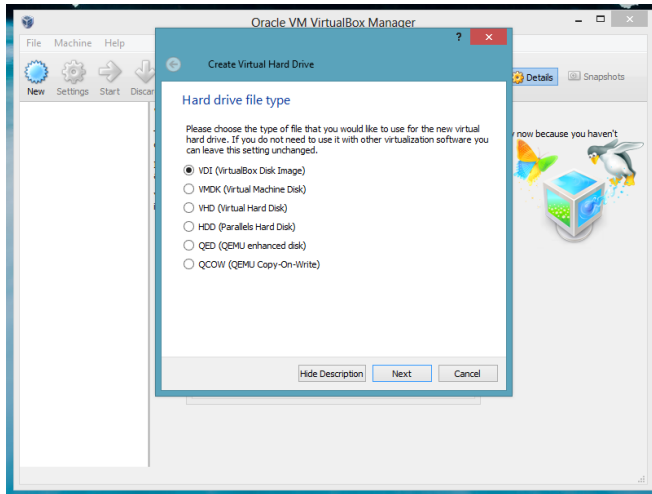 Oracle VM VirtualBox Manager
File Machine Help
? ×
Create Virtual Hard Drive
New Settings Start
Details Snapshots
Hard drive file type
Please choose the type of file that you would like to use for the new virtual
hard drive. If you do not need to use it with other virtualization software you
can leave this setting unchanged.
now because you haven't
VDI (VirtualBox Disk Image)
VMDK (Virtual Machine Disk)
VHD (Virtual Hard Disk)
HDD (Parallels Hard Disk)
QED (QEMU enhanced disk)
QCOW (QEMU Copy-On-Write)
Hide Description Next Cancel